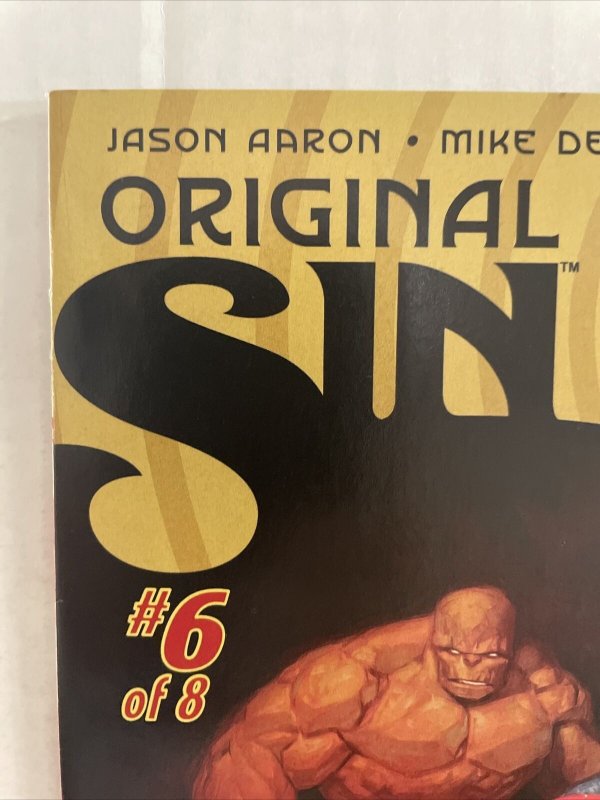 JASON AARON • MIKE DE
ORIGINAL
SIN™
#6
of 8